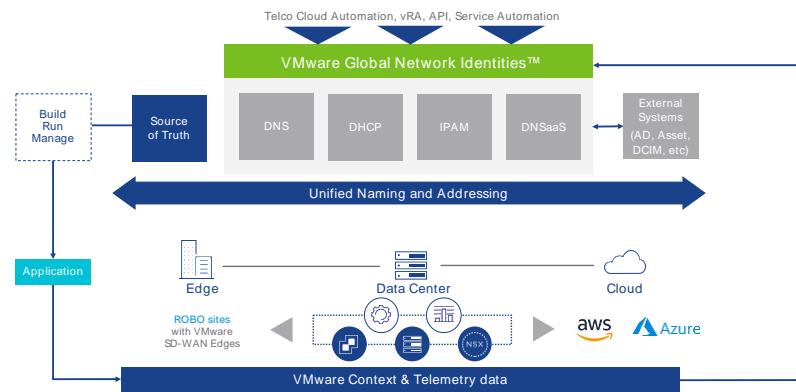 Telco Cloud Automation, vRA, API, Service Automation
VMware Global Network Identities™
Build
Run
Manage
Source
of Truth
DNS
DHCP
IPAM
DNSaaS
External
Systems
(AD, Asset,
DCIM, etc)
Unified Naming and Addressing
Application
Edge
Data Center
Cloud
ROBO sites
with VMware
SD-WAN Edges
NSX
aws
Azure
VMware Context & Telemetry data